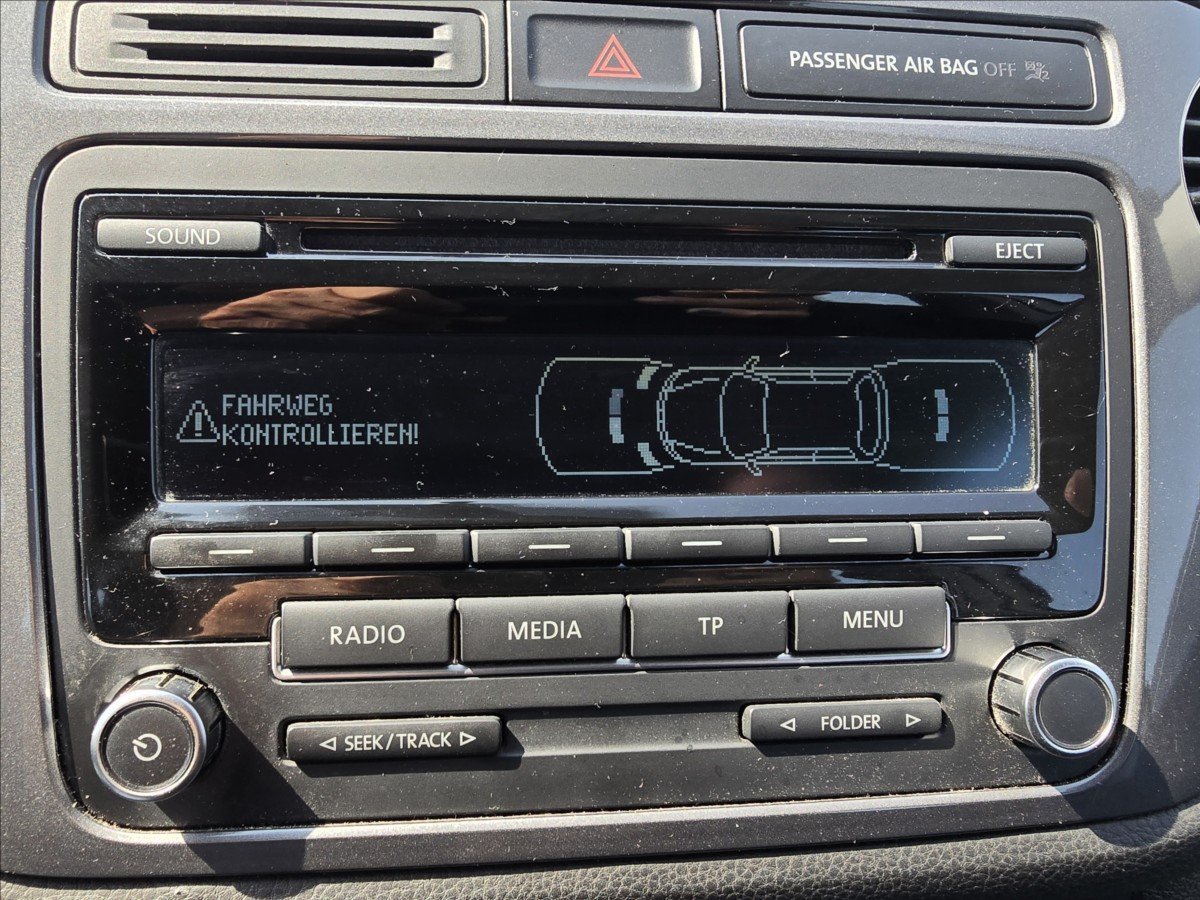 PASSENGER AIR BAG OFF
SOUND
EJECT
FAHRWEG
KONTROLLIEREN!
RADIO
MEDIA
TP
MENU
SEEK/TRACK
FOLDER